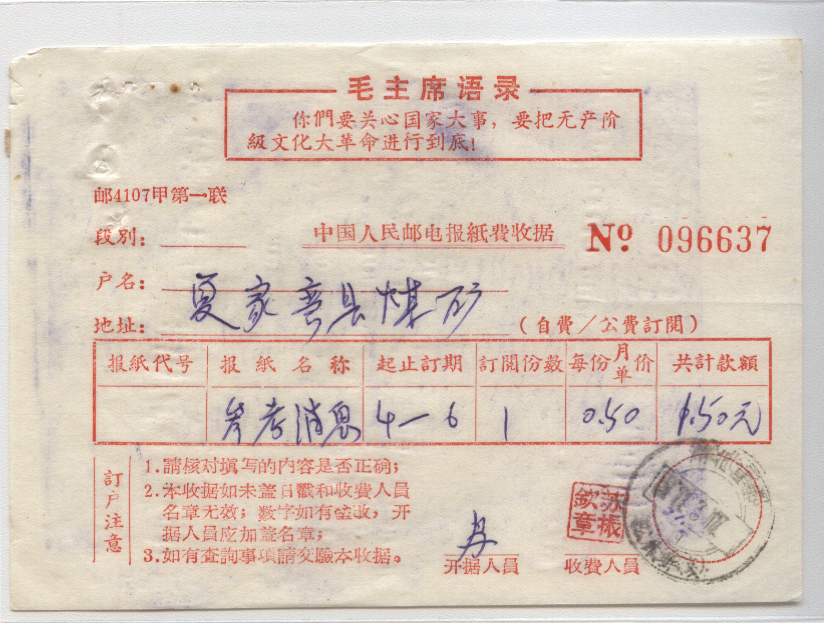 毛主席语录
你們要关心国家大事，要把无产阶
級文化大革命进行到底！
邮4107甲第一联
段別：
中国人民邮电报紙費收据
№ 096637
户名：
夏家 县煤矿
地址：
（自費／公費訂閱）
报紙代号 报紙名称 起止訂期 訂閱份数 每份月单价 共計款額
参考消息 4—6 1 0.50 1.50元
訂户注意
1.請核对填写的内容是否正确；
2.本收据如未盖日戳和收費人員
名章无效；数字如有塗改，开
据人員应加盖名章；
3.如有查詢事項請交驗本收据。
苏振
欽章
开据人員
收費人員